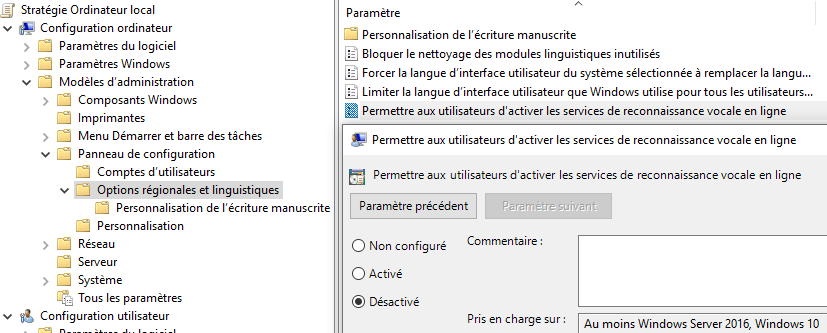 Stratégie Ordinateur local
Configuration ordinateur
Paramètres du logiciel
Paramètres Windows
Modèles d'administration
Composants Windows
Imprimantes
Menu Démarrer et barre des tâches
Panneau de configuration
Comptes d'utilisateurs
Options régionales et linguistiques
Personnalisation de l'écriture manuscrite
Personnalisation
Réseau
Serveur
Système
Tous les paramètres
Configuration utilisateur
Paramètres du logiciel
Paramètre
Personnalisation de l'écriture manuscrite
Bloquer le nettoyage des modules linguistiques inutilisés
Forcer la langue d'interface utilisateur du système sélectionnée à remplacer la langu...
Limiter la langue d'interface utilisateur que Windows utilise pour tous les utilisateurs...
Permettre aux utilisateurs d'activer les services de reconnaissance vocale en ligne
Permettre aux utilisateurs d'activer les services de reconnaissance vocale en ligne
Permettre aux utilisateurs d'activer les services de reconnaissance vocale en ligne
Paramètre précédent
Paramètre suivant
Non configuré
Commentaire :
Activé
Désactivé
Pris en charge sur :
Au moins Windows Server 2016, Windows 10